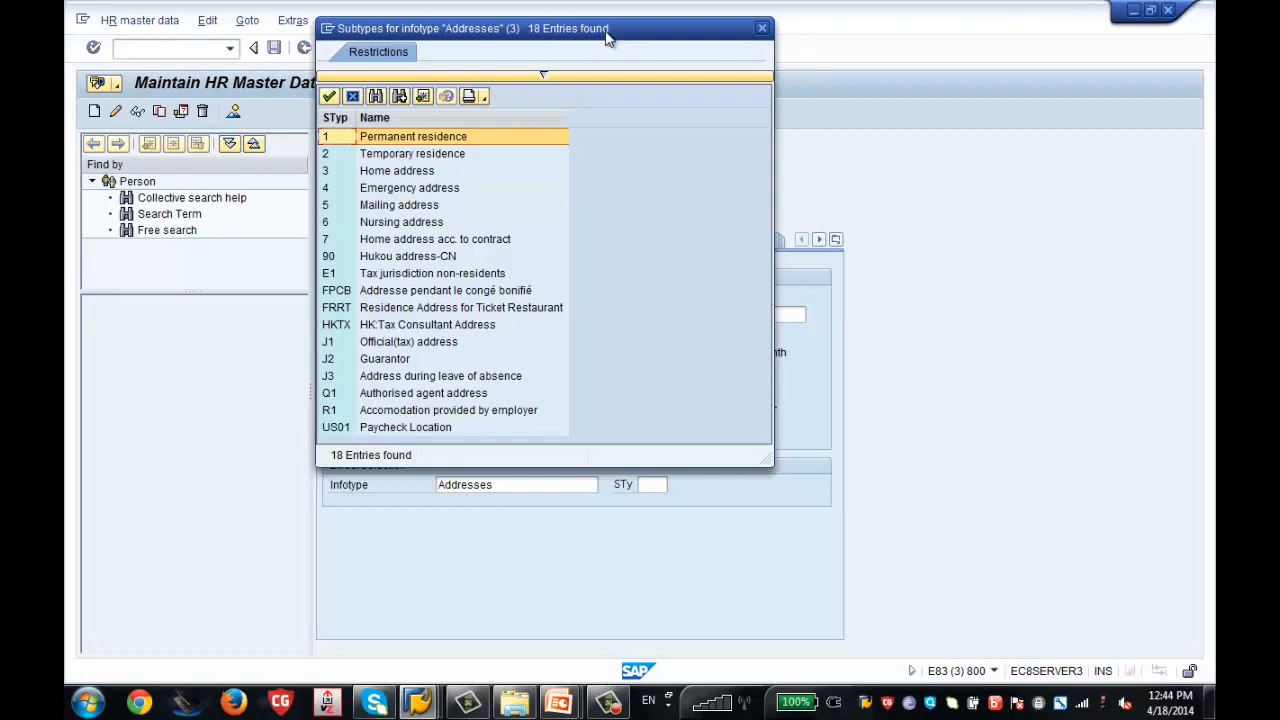 HR master data Edit Goto Extras
Subtypes for infotype "Addresses" (3) 18 Entries found
Restrictions
Maintain HR Master Dat
STyp Name
1 Permanent residence
2 Temporary residence
3 Home address
4 Emergency address
5 Mailing address
6 Nursing address
7 Home address acc. to contract
90 Hukou address-CN
E1 Tax jurisdiction non-residents
FPCB Addresse pendant le congé bonifié
FRRT Residence Address for Ticket Restaurant
HKTX HK:Tax Consultant Address
J1 Official(tax) address
J2 Guarantor
J3 Address during leave of absence
Q1 Authorised agent address
R1 Accomodation provided by employer
US01 Paycheck Location
18 Entries found
Find by
Person
Collective search help
Search Term
Free search
nth
Infotype Addresses STy
SAP
E83 (3) 800 EC8SERVER3 INS
CG
EN
100%
12:44 PM
4/18/2014